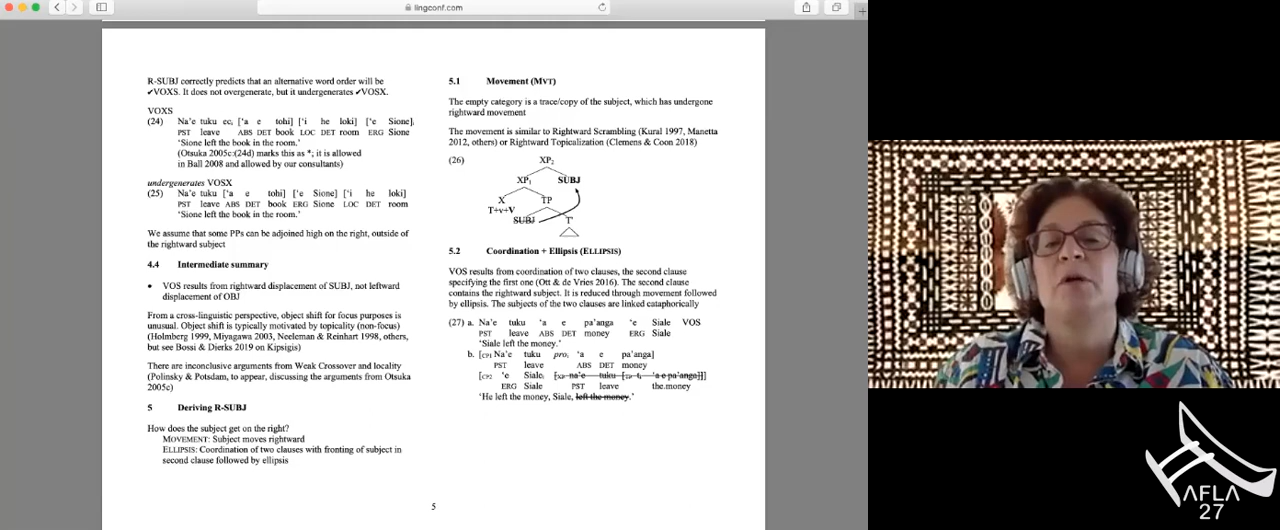 lingconf.com
R-SUBJ correctly predicts that an alternative word order will be
✓VOXS. It does not overgenerate, but it undergenerates ✓VOSX.
VOXS
(24) Na'e tuku eci ['a e tohi] ['i he loki] ['e Sione]i
PST leave ABS DET book LOC DET room ERG Sione
'Sione left the book in the room.'
(Otsuka 2005c:(24d) marks this as *; it is allowed
in Ball 2008 and allowed by our consultants)
undergenerates VOSX
(25) Na'e tuku ['a e tohi] ['e Sione] ['i he loki]
PST leave ABS DET book ERG Sione LOC DET room
'Sione left the book in the room.'
We assume that some PPs can be adjoined high on the right, outside of
the rightward subject
4.4 Intermediate summary
• VOS results from rightward displacement of SUBJ, not leftward
displacement of OBJ
From a cross-linguistic perspective, object shift for focus purposes is
unusual. Object shift is typically motivated by topicality (non-focus)
(Holmberg 1999, Miyagawa 2003, Neeleman & Reinhart 1998, others,
but see Bossi & Dierks 2019 on Kipsigis)
There are inconclusive arguments from Weak Crossover and locality
(Polinsky & Potsdam, to appear, discussing the arguments from Otsuka
2005c)
5 Deriving R-SUBJ
How does the subject get on the right?
MOVEMENT: Subject moves rightward
ELLIPSIS: Coordination of two clauses with fronting of subject in
second clause followed by ellipsis
5.1 Movement (MVT)
The empty category is a trace/copy of the subject, which has undergone
rightward movement
The movement is similar to Rightward Scrambling (Kural 1997, Manetta
2012, others) or Rightward Topicalization (Clemens & Coon 2018)
(26) XP2
XP1 SUBJ
X TP
T+v+V
SUBJ T'
5.2 Coordination + Ellipsis (ELLIPSIS)
VOS results from coordination of two clauses, the second clause
specifying the first one (Ott & de Vries 2016). The second clause
contains the rightward subject. It is reduced through movement followed
by ellipsis. The subjects of the two clauses are linked cataphorically
(27) a. Na'e tuku 'a e pa'anga 'e Siale VOS
PST leave ABS DET money ERG Siale
'Siale left the money.'
b. [CP1 Na'e tuku proi 'a e pa'anga]
PST leave ABS DET money
[CP2 'e Sialei [XP na'e tuku [TP ti 'a e pa'anga]]]
ERG Siale PST leave the.money
'He left the money, Siale, left the money.'
5
AFLA
27